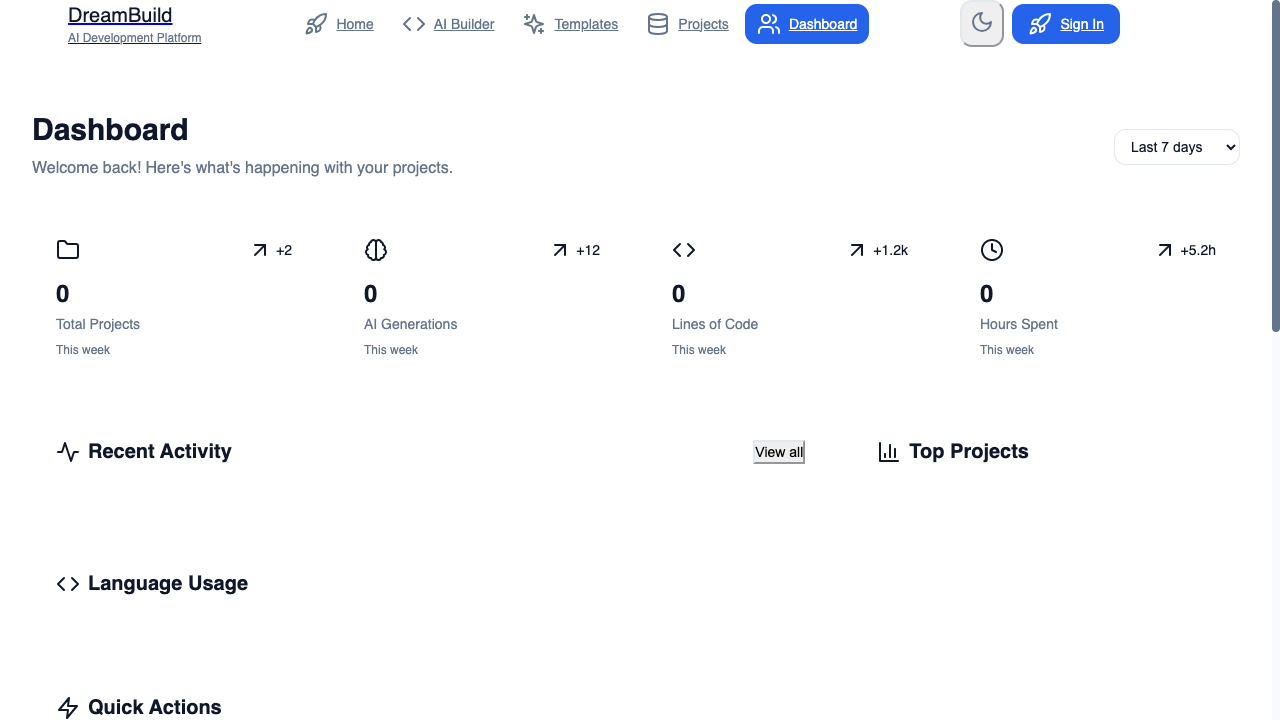 DreamBuild
AI Development Platform
Home
AI Builder
Templates
Projects
Dashboard
Sign In
Dashboard
Welcome back! Here's what's happening with your projects.
Last 7 days
+2
0
Total Projects
This week
+12
0
AI Generations
This week
+1.2k
0
Lines of Code
This week
+5.2h
0
Hours Spent
This week
Recent Activity
View all
Top Projects
Language Usage
Quick Actions